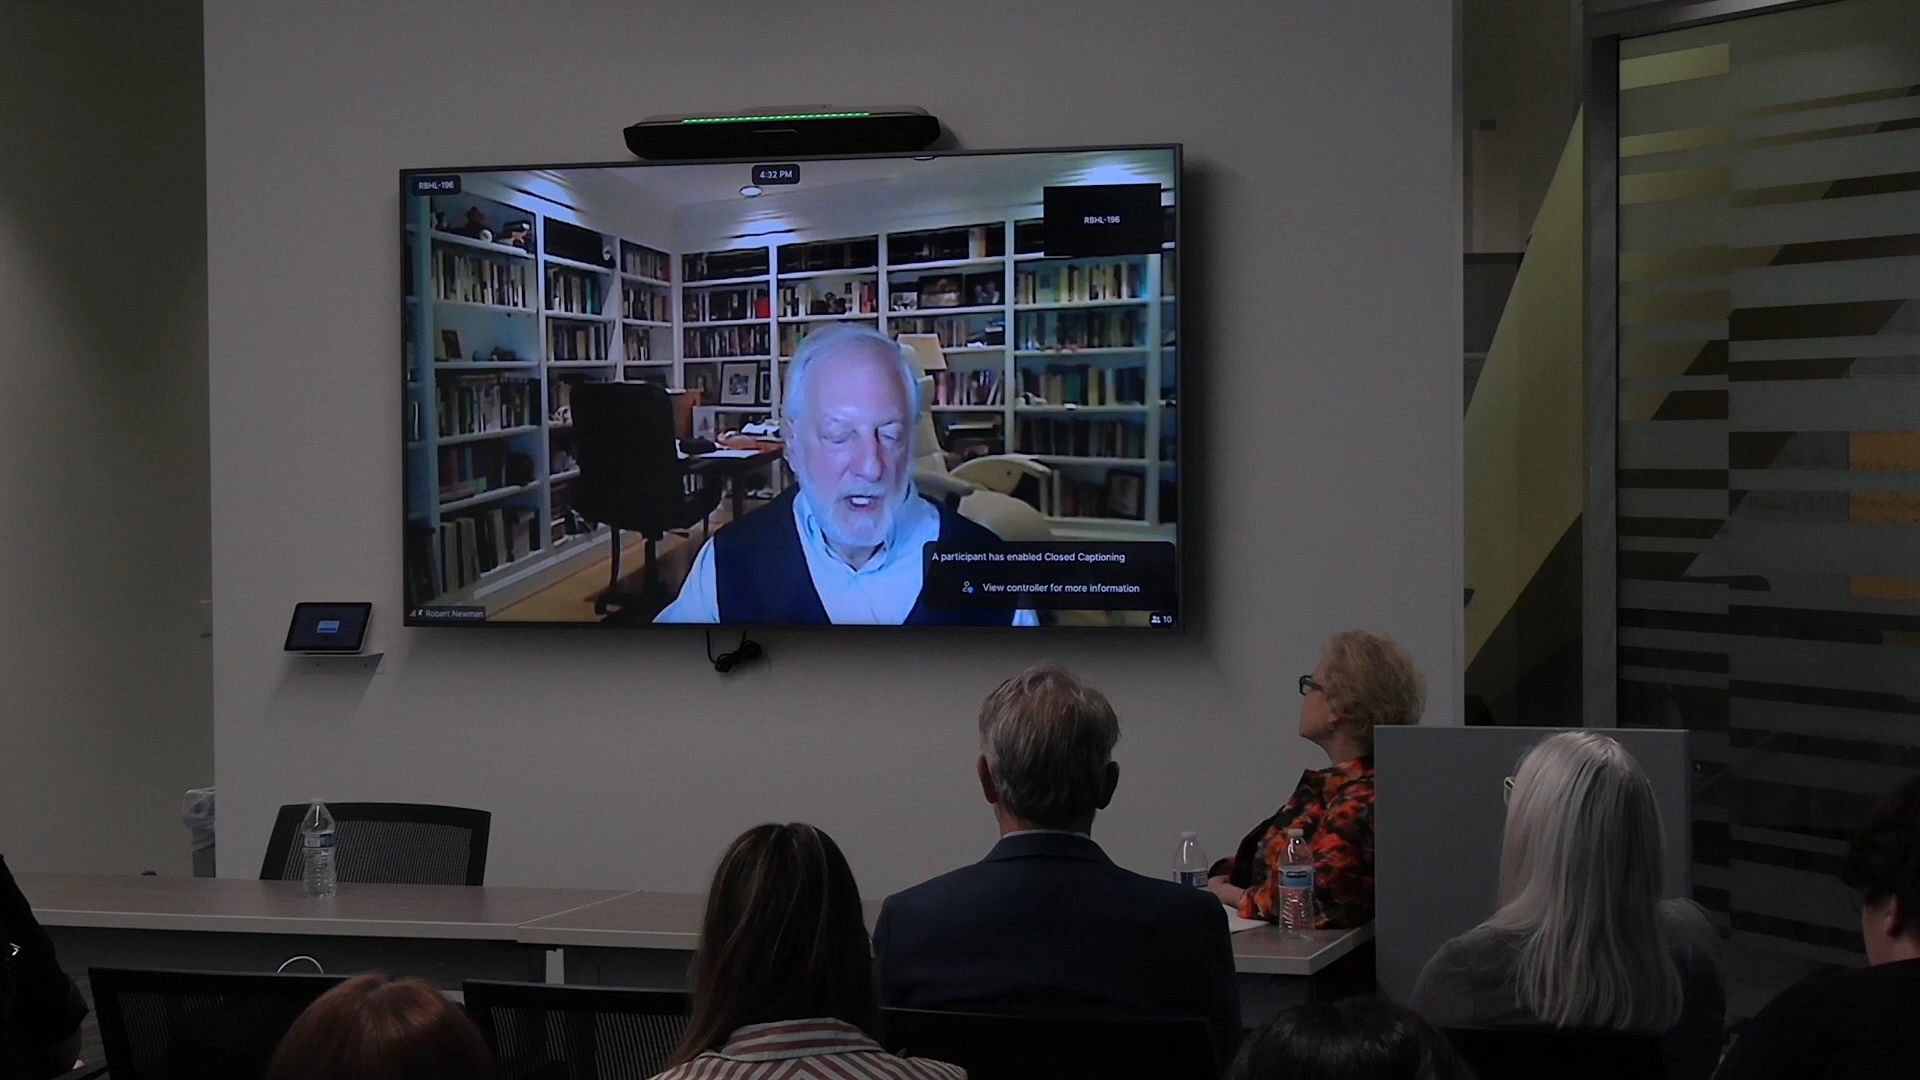 RBHL-196
4:32 PM
RBHL-196
A participant has enabled Closed Captioning
View controller for more information
Robert Newman
10